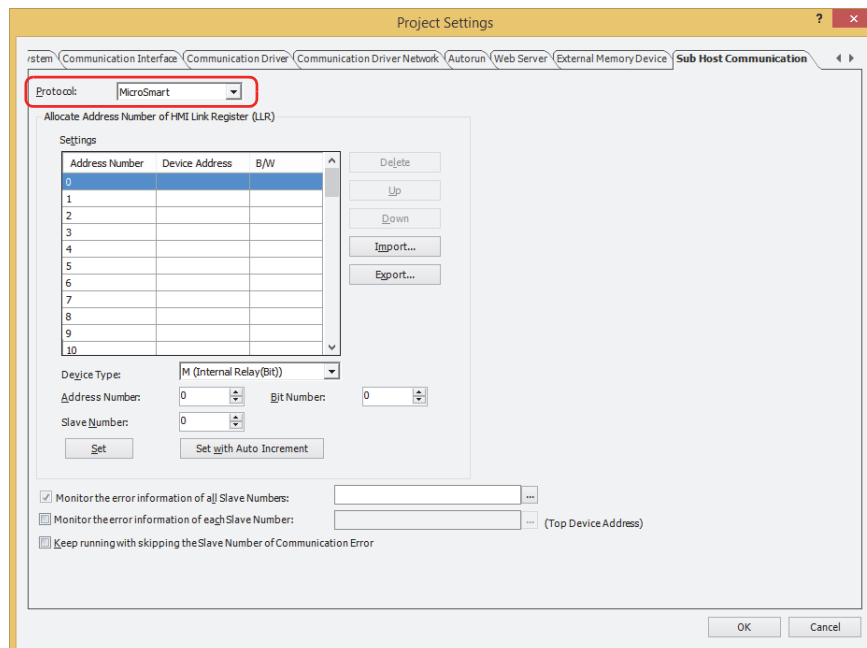 Project Settings
? ×
ystem Communication Interface Communication Driver Communication Driver Network Autorun Web Server External Memory Device Sub Host Communication
Protocol: MicroSmart
Allocate Address Number of HMI Link Register (LLR)
Settings
Address Number Device Address B/W
0
1
2
3
4
5
6
7
8
9
10
Delete
Up
Down
Import...
Export...
Device Type: M (Internal Relay(Bit))
Address Number: 0 Bit Number: 0
Slave Number: 0
Set Set with Auto Increment
Monitor the error information of all Slave Numbers: ...
Monitor the error information of each Slave Number: ... (Top Device Address)
Keep running with skipping the Slave Number of Communication Error
OK Cancel